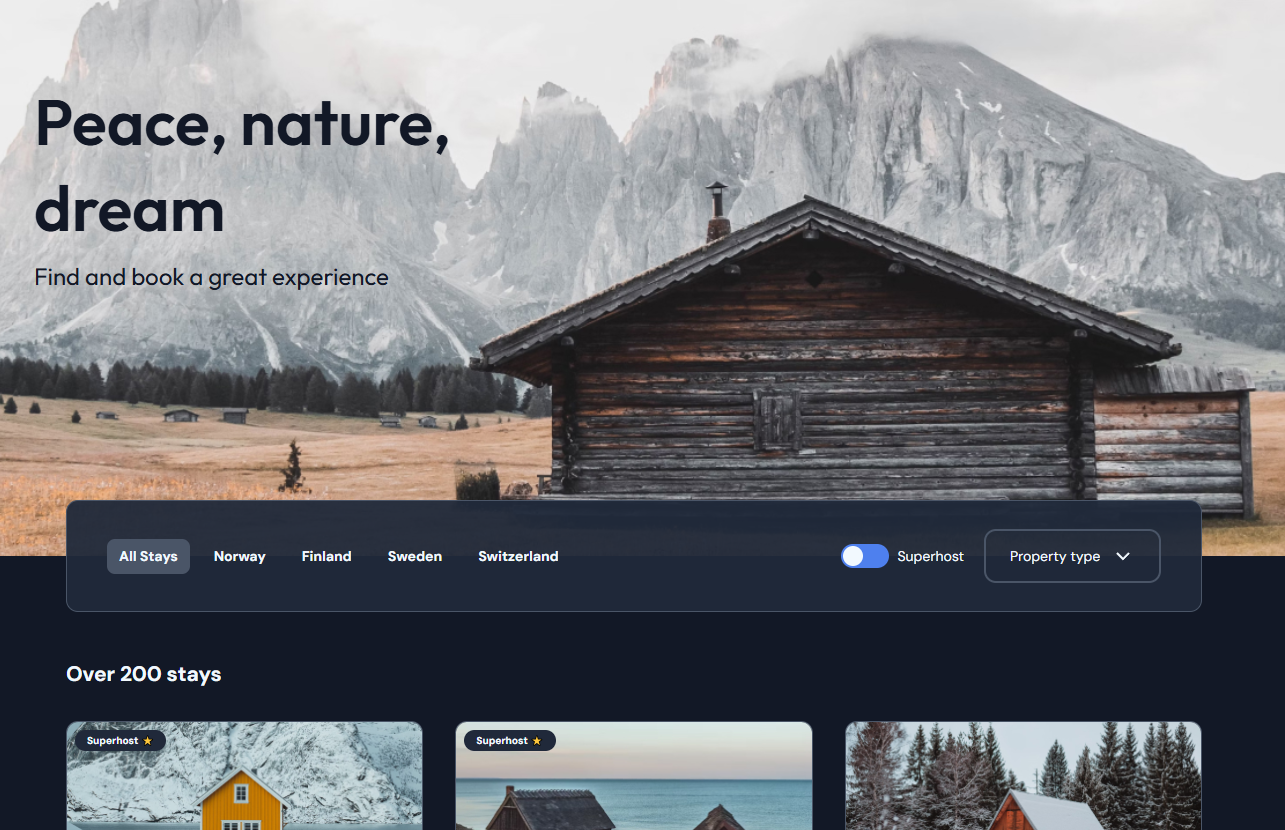 Peace, nature,
dream
Find and book a great experience
All Stays Norway Finland Sweden Switzerland Superhost Property type
Over 200 stays
Superhost Superhost